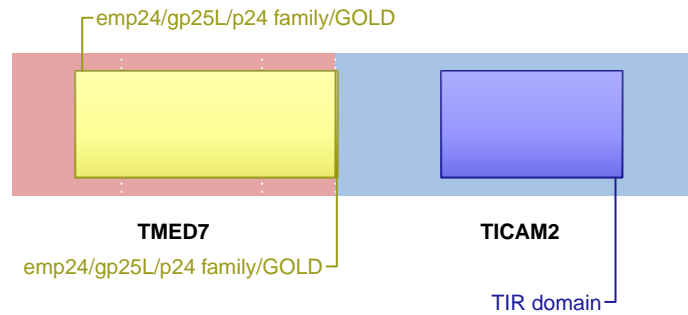 emp24/gp25L/p24 family/GOLD
TMED7
TICAM2
emp24/gp25L/p24 family/GOLD
TIR domain